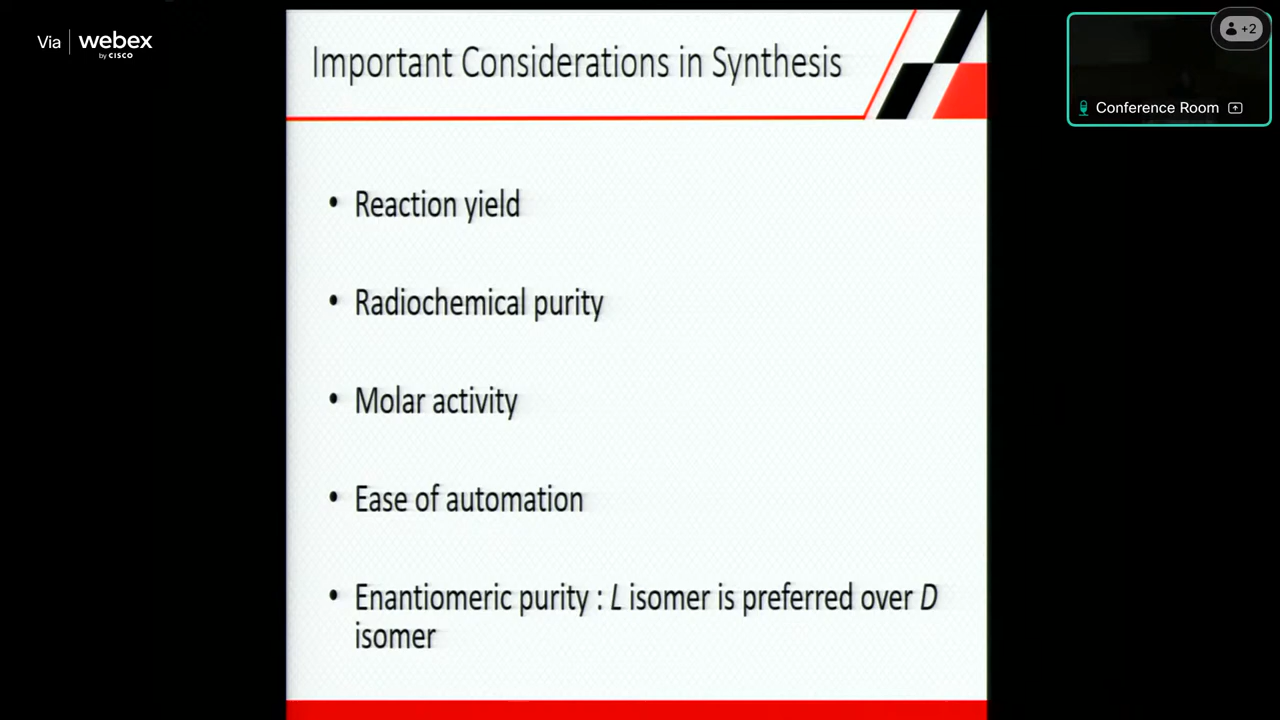 Via webex
by CISCO
Important Considerations in Synthesis
+2
Conference Room
• Reaction yield
• Radiochemical purity
• Molar activity
• Ease of automation
• Enantiomeric purity : L isomer is preferred over D
isomer